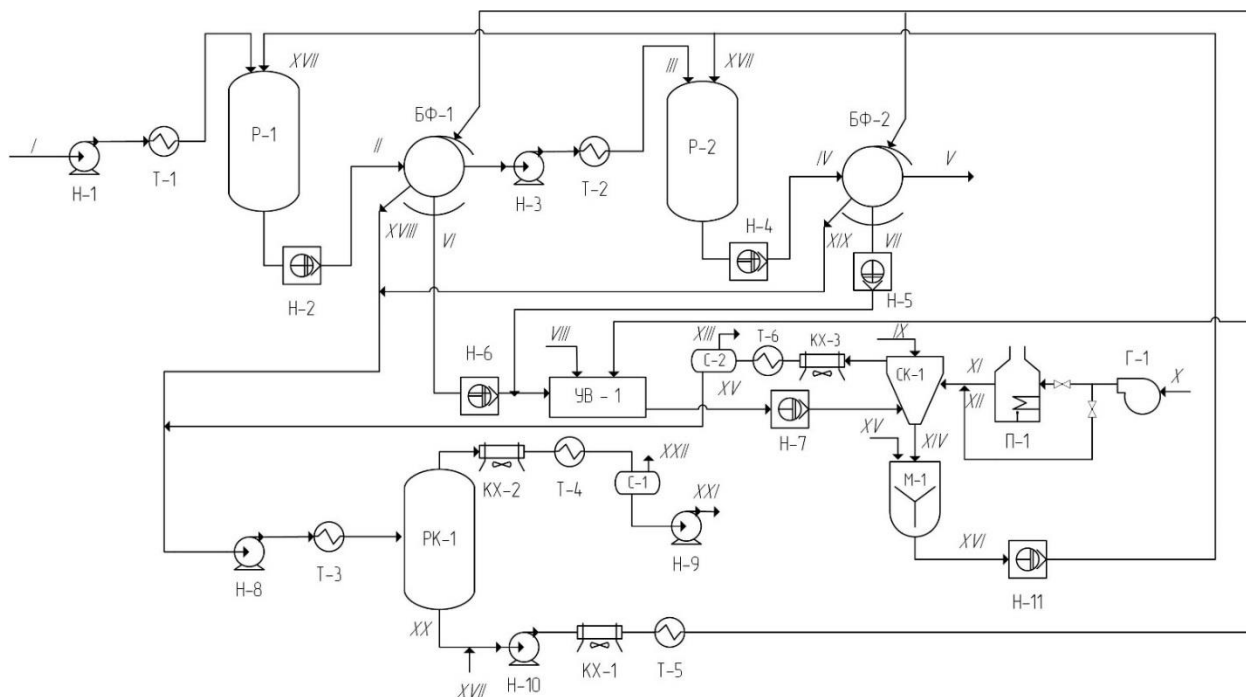 XVII
III
XVII
БФ-1
БФ-2
I
Р-1
II
Р-2
IV
V
Н-1
Т-1
Н-3
Т-2
Н-4
XVIII
VI
XIX
VII
Н-2
Н-5
Н-6
VIII
XIII
Т-6
КХ-3
IX
С-2
СК-1
XI
Г-1
X
XV
XII
УВ - 1
П-1
Н-7
XV
XIV
XXII
М-1
КХ-2
Т-4
С-1
XXI
РК-1
XVI
Н-9
Н-8
Т-3
Н-11
XX
XVII
Н-10
КХ-1
Т-5